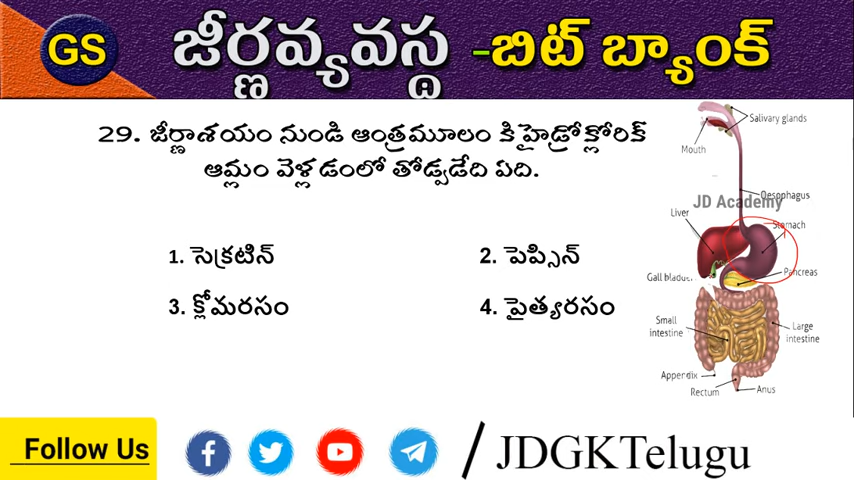 GS
జీర్ణవ్యవస్థ -బిట్ బ్యాంక్
29. జీర్ణాశయం నుండి ఆంత్రమూలం కి హైడ్రోక్లోరిక్
ఆమ్లం వెళ్లడంలో తోడ్పడేది ఏది.
1. సెక్రటిన్
2. పెప్సిన్
3. క్లోమరసం
4. పైత్యరసం
Salivary glands
Mouth
Oesophagus
JD Academy
Liver
Stomach
Pancreas
Gall bladder
Small
intestine
Large
intestine
Appendix
Rectum
Anus
Follow Us
/JDGKTelugu